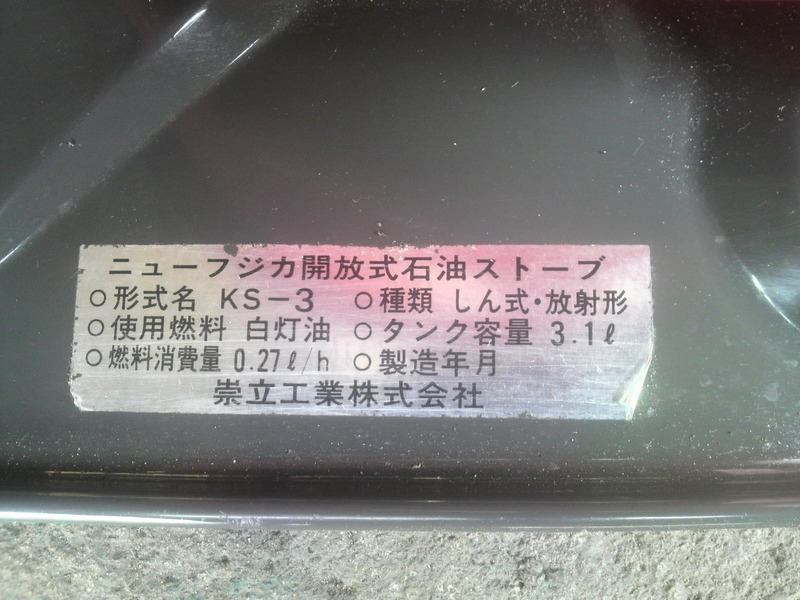 ニューフジカ開放式石油ストーブ
○形式名 KS-3 ○種類 しん式・放射形
○使用燃料 白灯油 ○タンク容量 3.1ℓ
○燃料消費量 0.27ℓ/h ○製造年月
崇立工業株式会社